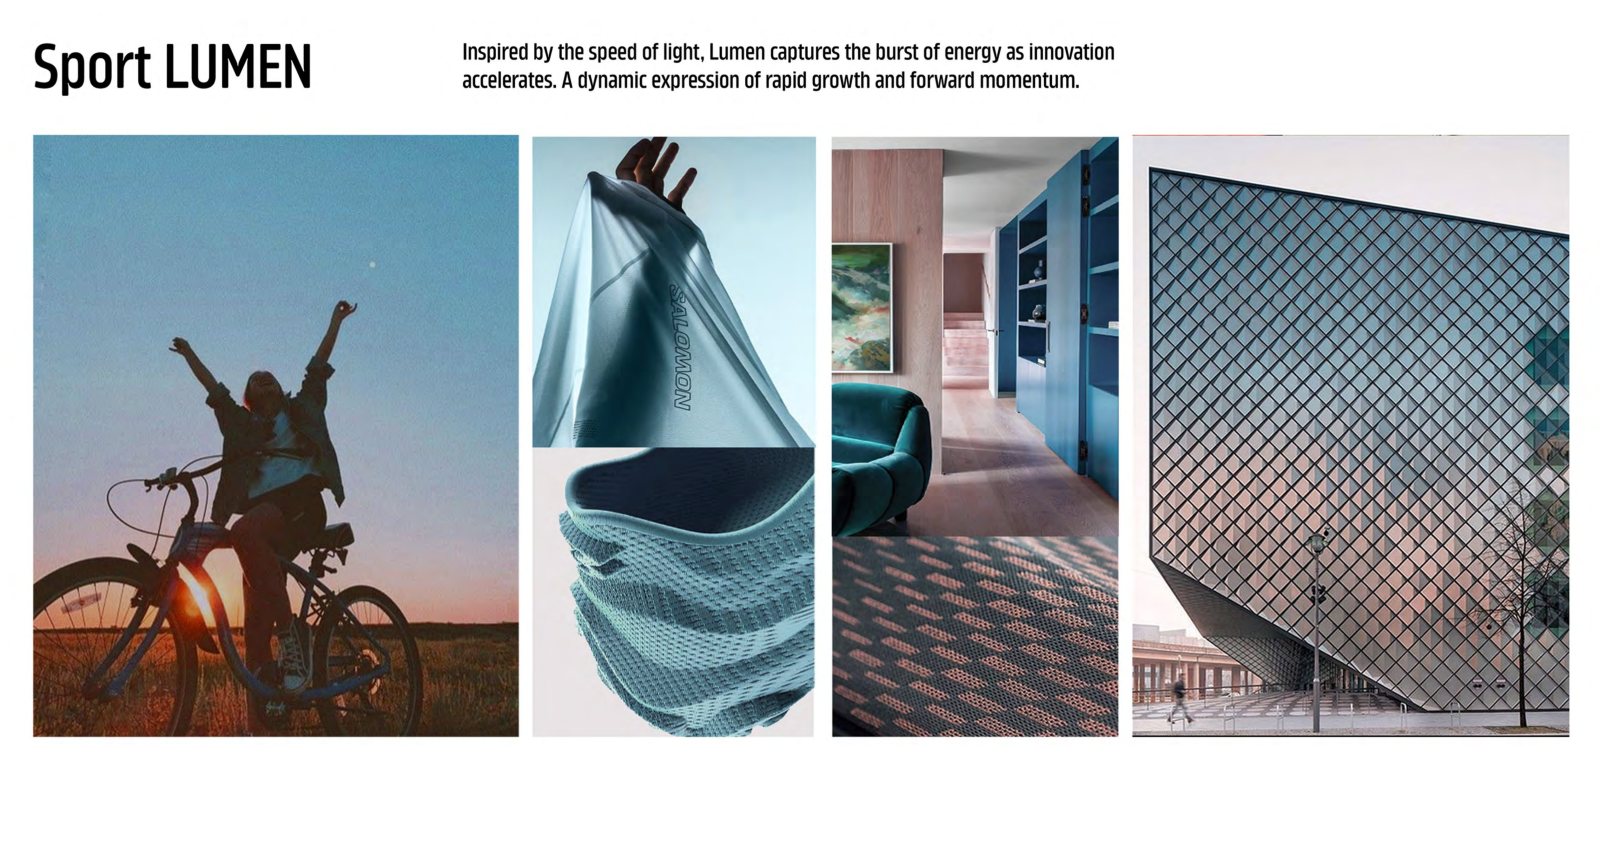 Sport LUMEN
Inspired by the speed of light, Lumen captures the burst of energy as innovation
accelerates. A dynamic expression of rapid growth and forward momentum.
SALOMON